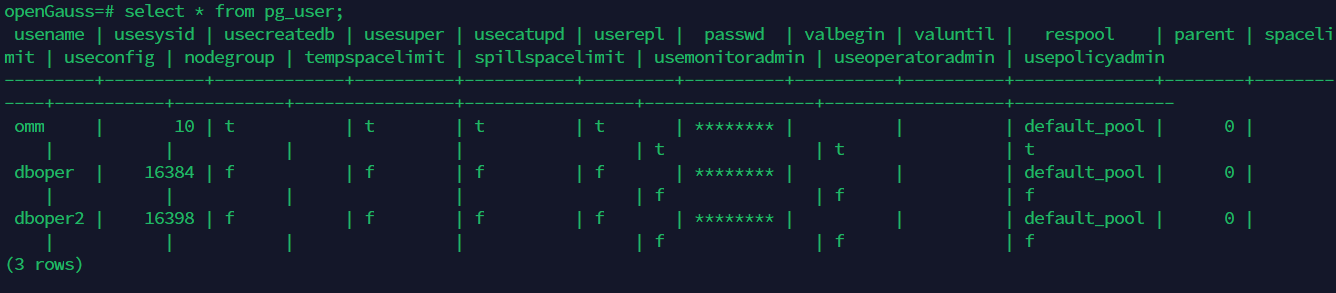 openGauss=# select * from pg_user;
 usename | usesysid | usecreatedb | usesuper | usecatupd | userepl |  passwd  | valbegin | valuntil |   respool    | parent | spaceli
mit | useconfig | nodegroup | tempspacelimit | spillspacelimit | usemonitoradmin | useoperatoradmin | usepolicyadmin
---------+----------+-------------+----------+-----------+---------+----------+----------+----------+--------------+--------+--------
----+-----------+-----------+----------------+-----------------+-----------------+------------------+---------------
 omm     |       10 | t           | t        | t         | t       | ******** |          |          | default_pool |      0 |
    |           |           |                |                 | t               | t                | t
 dboper  |    16384 | f           | f        | f         | f       | ******** |          |          | default_pool |      0 |
    |           |           |                |                 | f               | f                | f
 dboper2 |    16398 | f           | f        | f         | f       | ******** |          |          | default_pool |      0 |
    |           |           |                |                 | f               | f                | f
(3 rows)